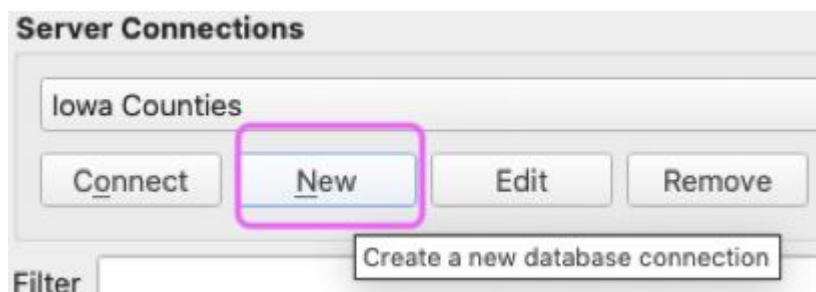 Server Connections
Iowa Counties
Connect New Edit Remove
Create a new database connection
Filter